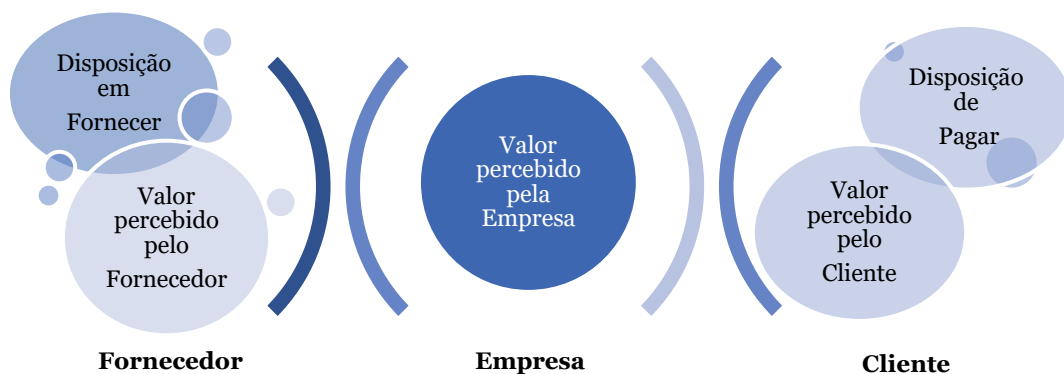 Disposição
em
Fornecer
Valor
percebido
pelo
Fornecedor
Valor
percebido
pela
Empresa
Disposição
de
Pagar
Valor
percebido
pelo
Cliente
Fornecedor
Empresa
Cliente